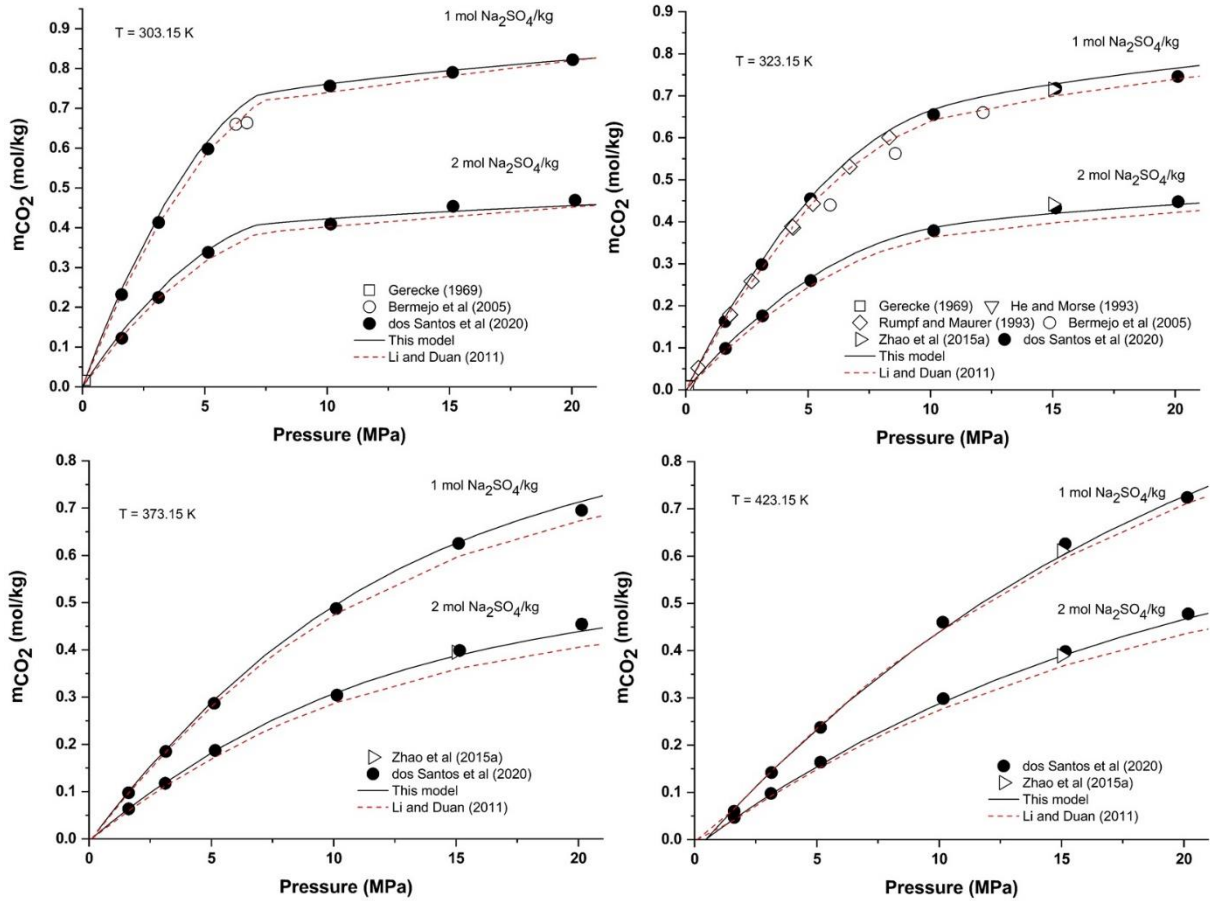 T = 303.15 K
1 mol Na₂SO₄/kg
2 mol Na₂SO₄/kg
Gerecke (1969)
Bermejo et al (2005)
dos Santos et al (2020)
This model
Li and Duan (2011)
mCO₂ (mol/kg)
0.9
0.8
0.7
0.6
0.5
0.4
0.3
0.2
0.1
0.0
0 5 10 15 20
Pressure (MPa)
T = 323.15 K
1 mol Na₂SO₄/kg
2 mol Na₂SO₄/kg
Gerecke (1969) He and Morse (1993)
Rumpf and Maurer (1993) Bermejo et al (2005)
Zhao et al (2015a) dos Santos et al (2020)
This model
Li and Duan (2011)
mCO₂ (mol/kg)
0.9
0.8
0.7
0.6
0.5
0.4
0.3
0.2
0.1
0.0
0 5 10 15 20
Pressure (MPa)
T = 373.15 K
1 mol Na₂SO₄/kg
2 mol Na₂SO₄/kg
Zhao et al (2015a)
dos Santos et al (2020)
This model
Li and Duan (2011)
mCO₂ (mol/kg)
0.8
0.7
0.6
0.5
0.4
0.3
0.2
0.1
0.0
0 5 10 15 20
Pressure (MPa)
T = 423.15 K
1 mol Na₂SO₄/kg
2 mol Na₂SO₄/kg
dos Santos et al (2020)
Zhao et al (2015a)
This model
Li and Duan (2011)
mCO₂ (mol/kg)
0.8
0.7
0.6
0.5
0.4
0.3
0.2
0.1
0.0
0 5 10 15 20
Pressure (MPa)